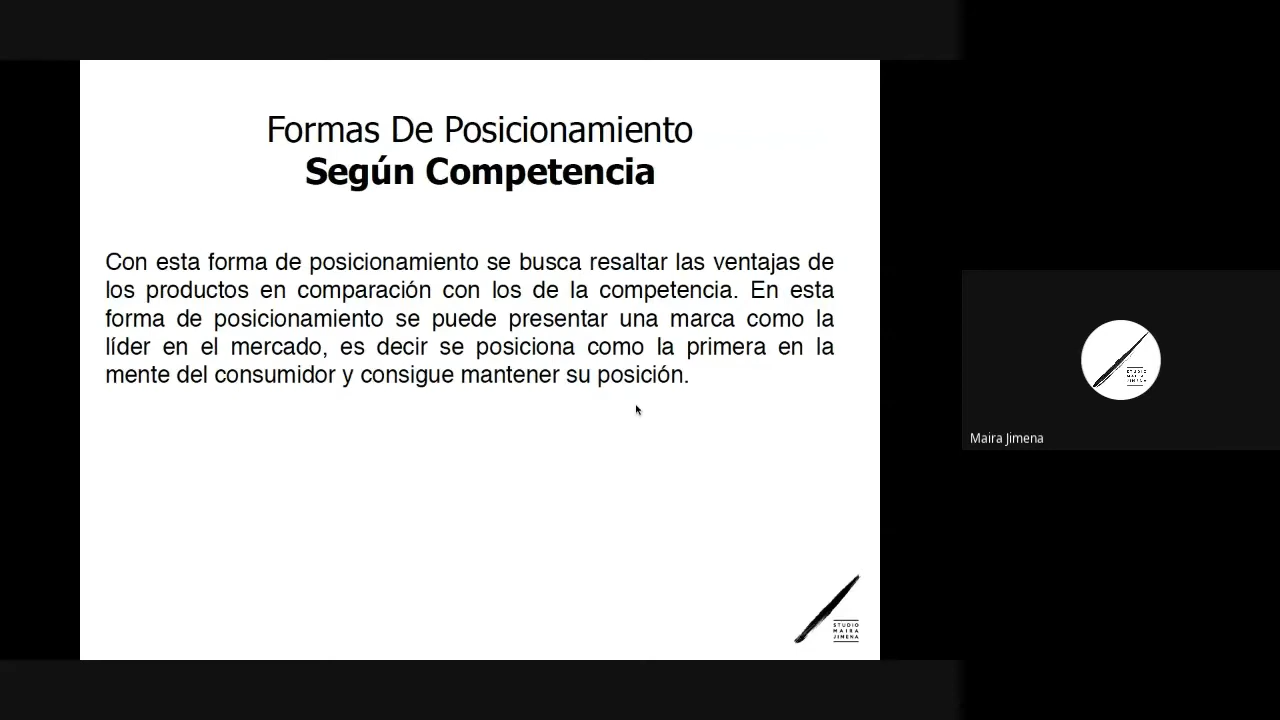 Formas De Posicionamiento
Según Competencia
Con esta forma de posicionamiento se busca resaltar las ventajas de
los productos en comparación con los de la competencia. En esta
forma de posicionamiento se puede presentar una marca como la
líder en el mercado, es decir se posiciona como la primera en la
mente del consumidor y consigue mantener su posición.
STUDIO
MAIRA
JIMENA
STUDIO
MAIRA
JIMENA
Maira Jimena